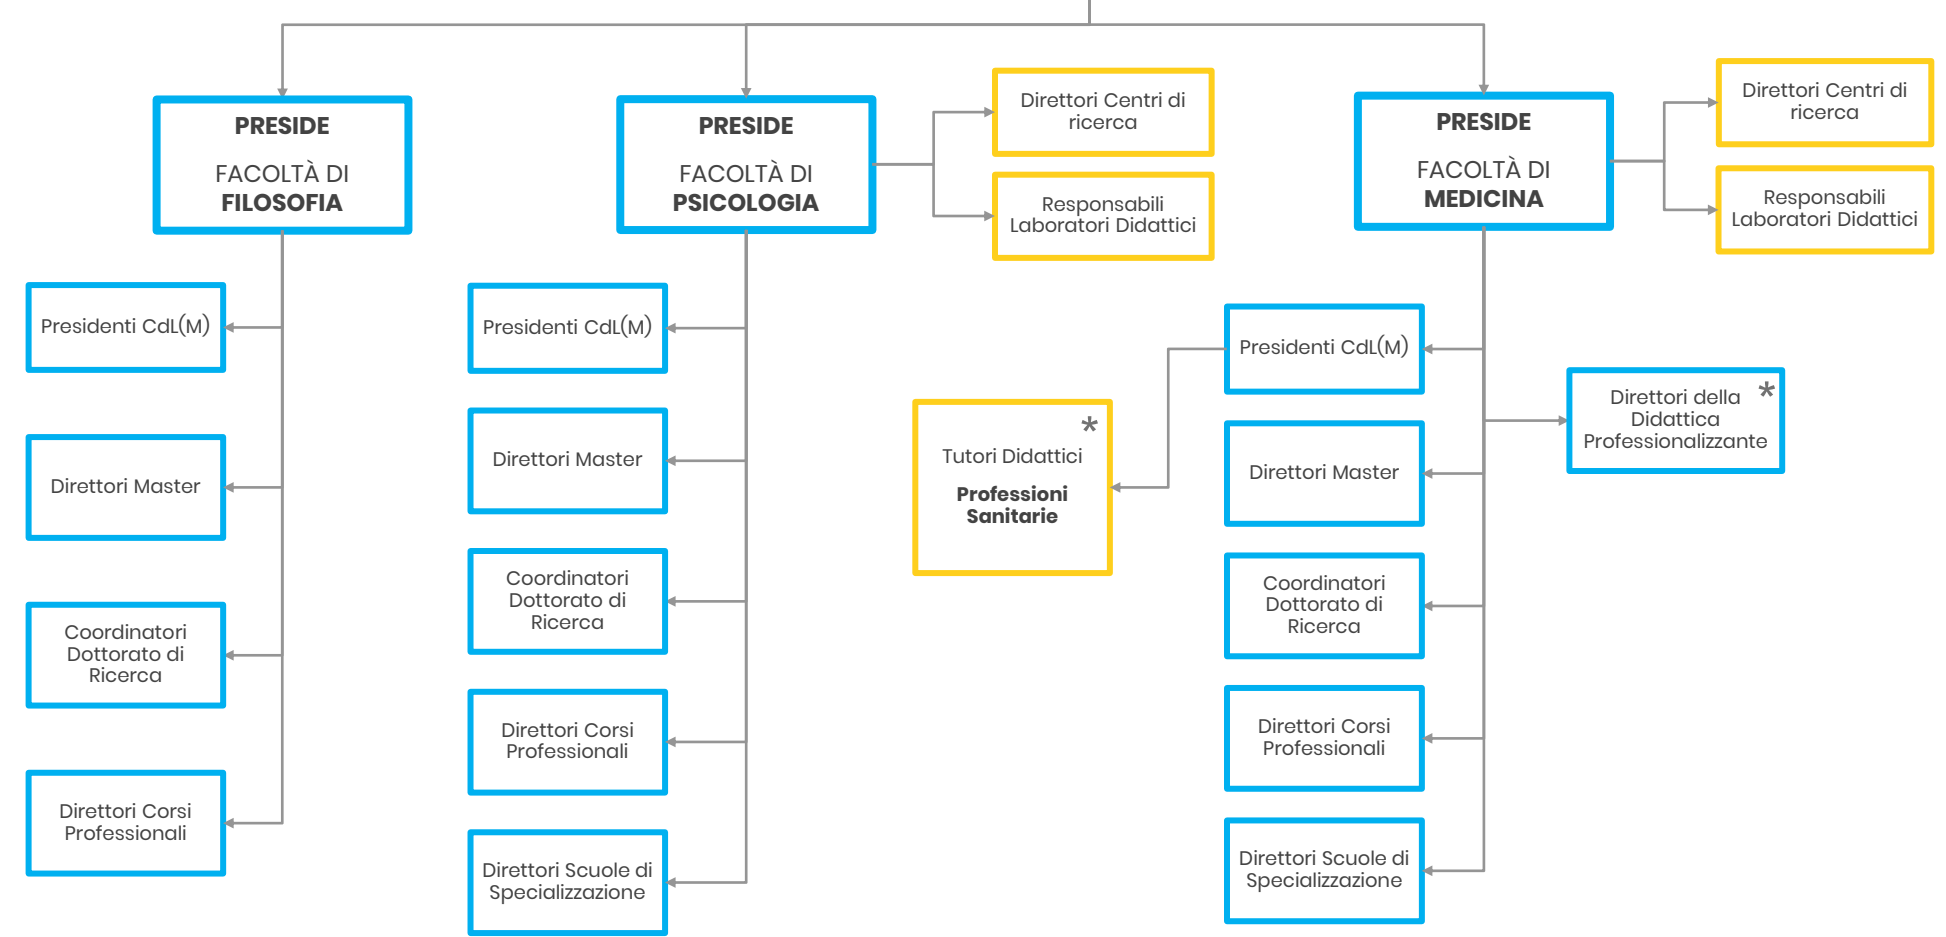 PRESIDE
FACOLTÀ DI
FILOSOFIA
Presidenti CdL(M)
Direttori Master
Coordinatori
Dottorato di
Ricerca
Direttori Corsi
Professionali
PRESIDE
FACOLTÀ DI
PSICOLOGIA
Direttori Centri di
ricerca
Responsabili
Laboratori Didattici
Presidenti CdL(M)
Direttori Master
Coordinatori
Dottorato di
Ricerca
Direttori Corsi
Professionali
Direttori Scuole di
Specializzazione
PRESIDE
FACOLTÀ DI
MEDICINA
Direttori Centri di
ricerca
Responsabili
Laboratori Didattici
Presidenti CdL(M)
*
Tutori Didattici
Professioni
Sanitarie
Direttori della *
Didattica
Professionalizzante
Direttori Master
Coordinatori
Dottorato di
Ricerca
Direttori Corsi
Professionali
Direttori Scuole di
Specializzazione